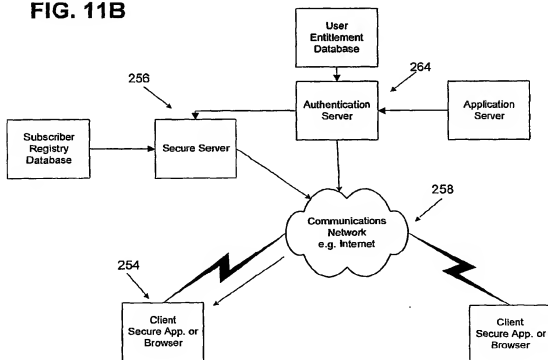 FIG. 11B
User
Entitlement
Database
256
264
Authentication
Server
Application
Server
Subscriber
Registry
Database
Secure Server
Communications
Network
e.g. Internet
258
254
Client
Secure App. or
Browser
Client
Secure App. or
Browser